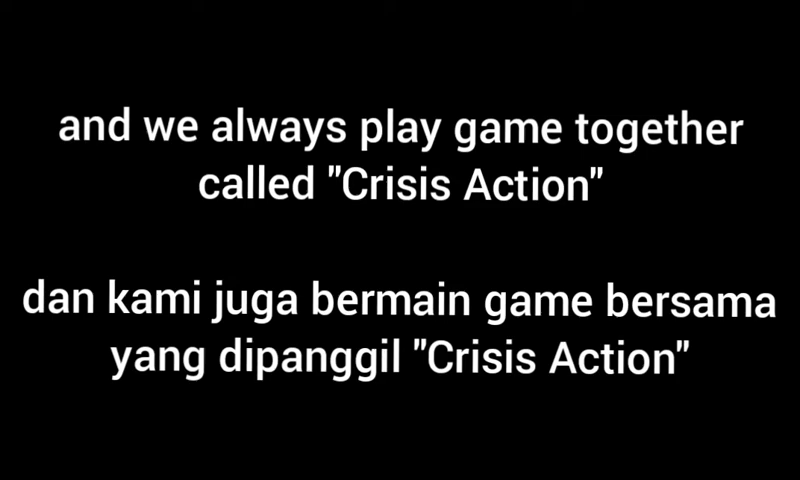 and we always play game together
called "Crisis Action"
dan kami juga bermain game bersama
yang dipanggil "Crisis Action"